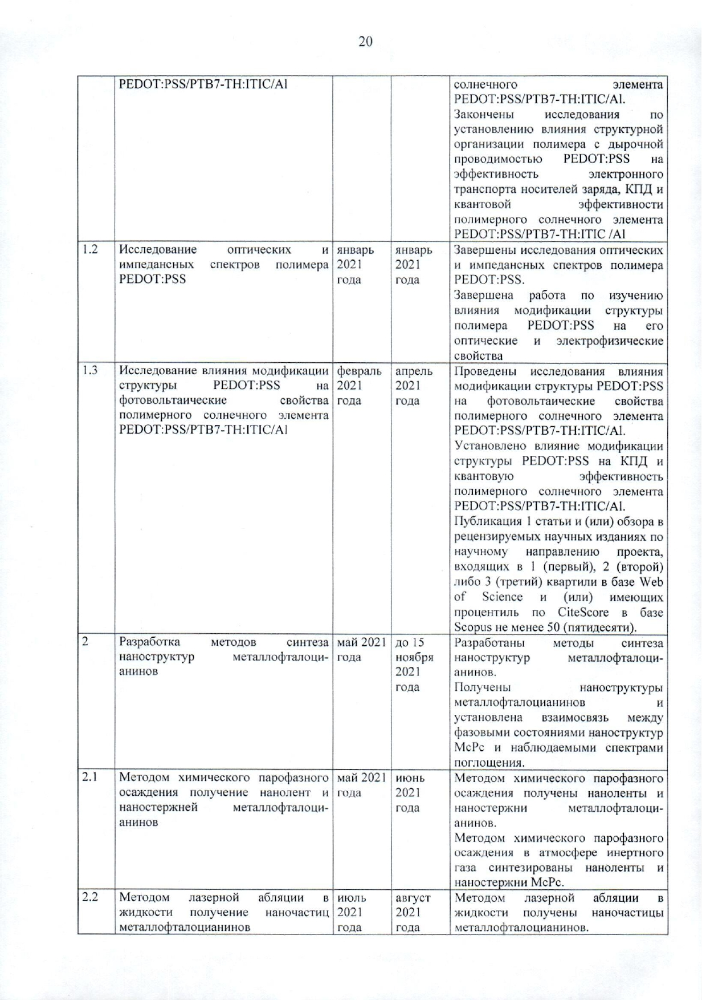 20
PEDOT:PSS/PTB7-TH:ITIC/Al
солнечного элемента
PEDOT:PSS/PTB7-TH:ITIC/Al.
Закончены исследования по
установлению влияния структурной
организации полимера с дырочной
проводимостью PEDOT:PSS на
эффективность электронного
транспорта носителей заряда, КПД и
квантовой эффективности
полимерного солнечного элемента
PEDOT:PSS/PTB7-TH:ITIC /Al
1.2
Исследование оптических и
импедансных спектров полимера
PEDOT:PSS
январь
2021
года
январь
2021
года
Завершены исследования оптических
и импедансных спектров полимера
PEDOT:PSS.
Завершена работа по изучению
влияния модификации структуры
полимера PEDOT:PSS на его
оптические и электрофизические
свойства
1.3
Исследование влияния модификации
структуры PEDOT:PSS на
фотовольтаические свойства
полимерного солнечного элемента
PEDOT:PSS/PTB7-TH:ITIC/Al
февраль
2021
года
апрель
2021
года
Проведены исследования влияния
модификации структуры PEDOT:PSS
на фотовольтаические свойства
полимерного солнечного элемента
PEDOT:PSS/PTB7-TH:ITIC/Al.
Установлено влияние модификации
структуры PEDOT:PSS на КПД и
квантовую эффективность
полимерного солнечного элемента
PEDOT:PSS/PTB7-TH:ITIC/Al.
Публикация 1 статьи и (или) обзора в
рецензируемых научных изданиях по
научному направлению проекта,
входящих в 1 (первый), 2 (второй)
либо 3 (третий) квартили в базе Web
of Science и (или) имеющих
процентиль по CiteScore в базе
Scopus не менее 50 (пятидесяти).
2
Разработка методов синтеза
наноструктур металлофталоци-
анинов
май 2021
года
до 15
ноября
2021
года
Разработаны методы синтеза
наноструктур металлофталоци-
анинов.
Получены наноструктуры
металлофталоцианинов и
установлена взаимосвязь между
фазовыми состояниями наноструктур
МеРс и наблюдаемыми спектрами
поглощения.
2.1
Методом химического парофазного
осаждения получение нанолент и
наностержней металлофталоци-
анинов
май 2021
года
июнь
2021
года
Методом химического парофазного
осаждения получены наноленты и
наностержни металлофталоци-
анинов.
Методом химического парофазного
осаждения в атмосфере инертного
газа синтезированы наноленты и
наностержни МеРс.
2.2
Методом лазерной абляции в
жидкости получение наночастиц
металлофталоцианинов
июль
2021
года
август
2021
года
Методом лазерной абляции в
жидкости получены наночастицы
металлофталоцианинов.